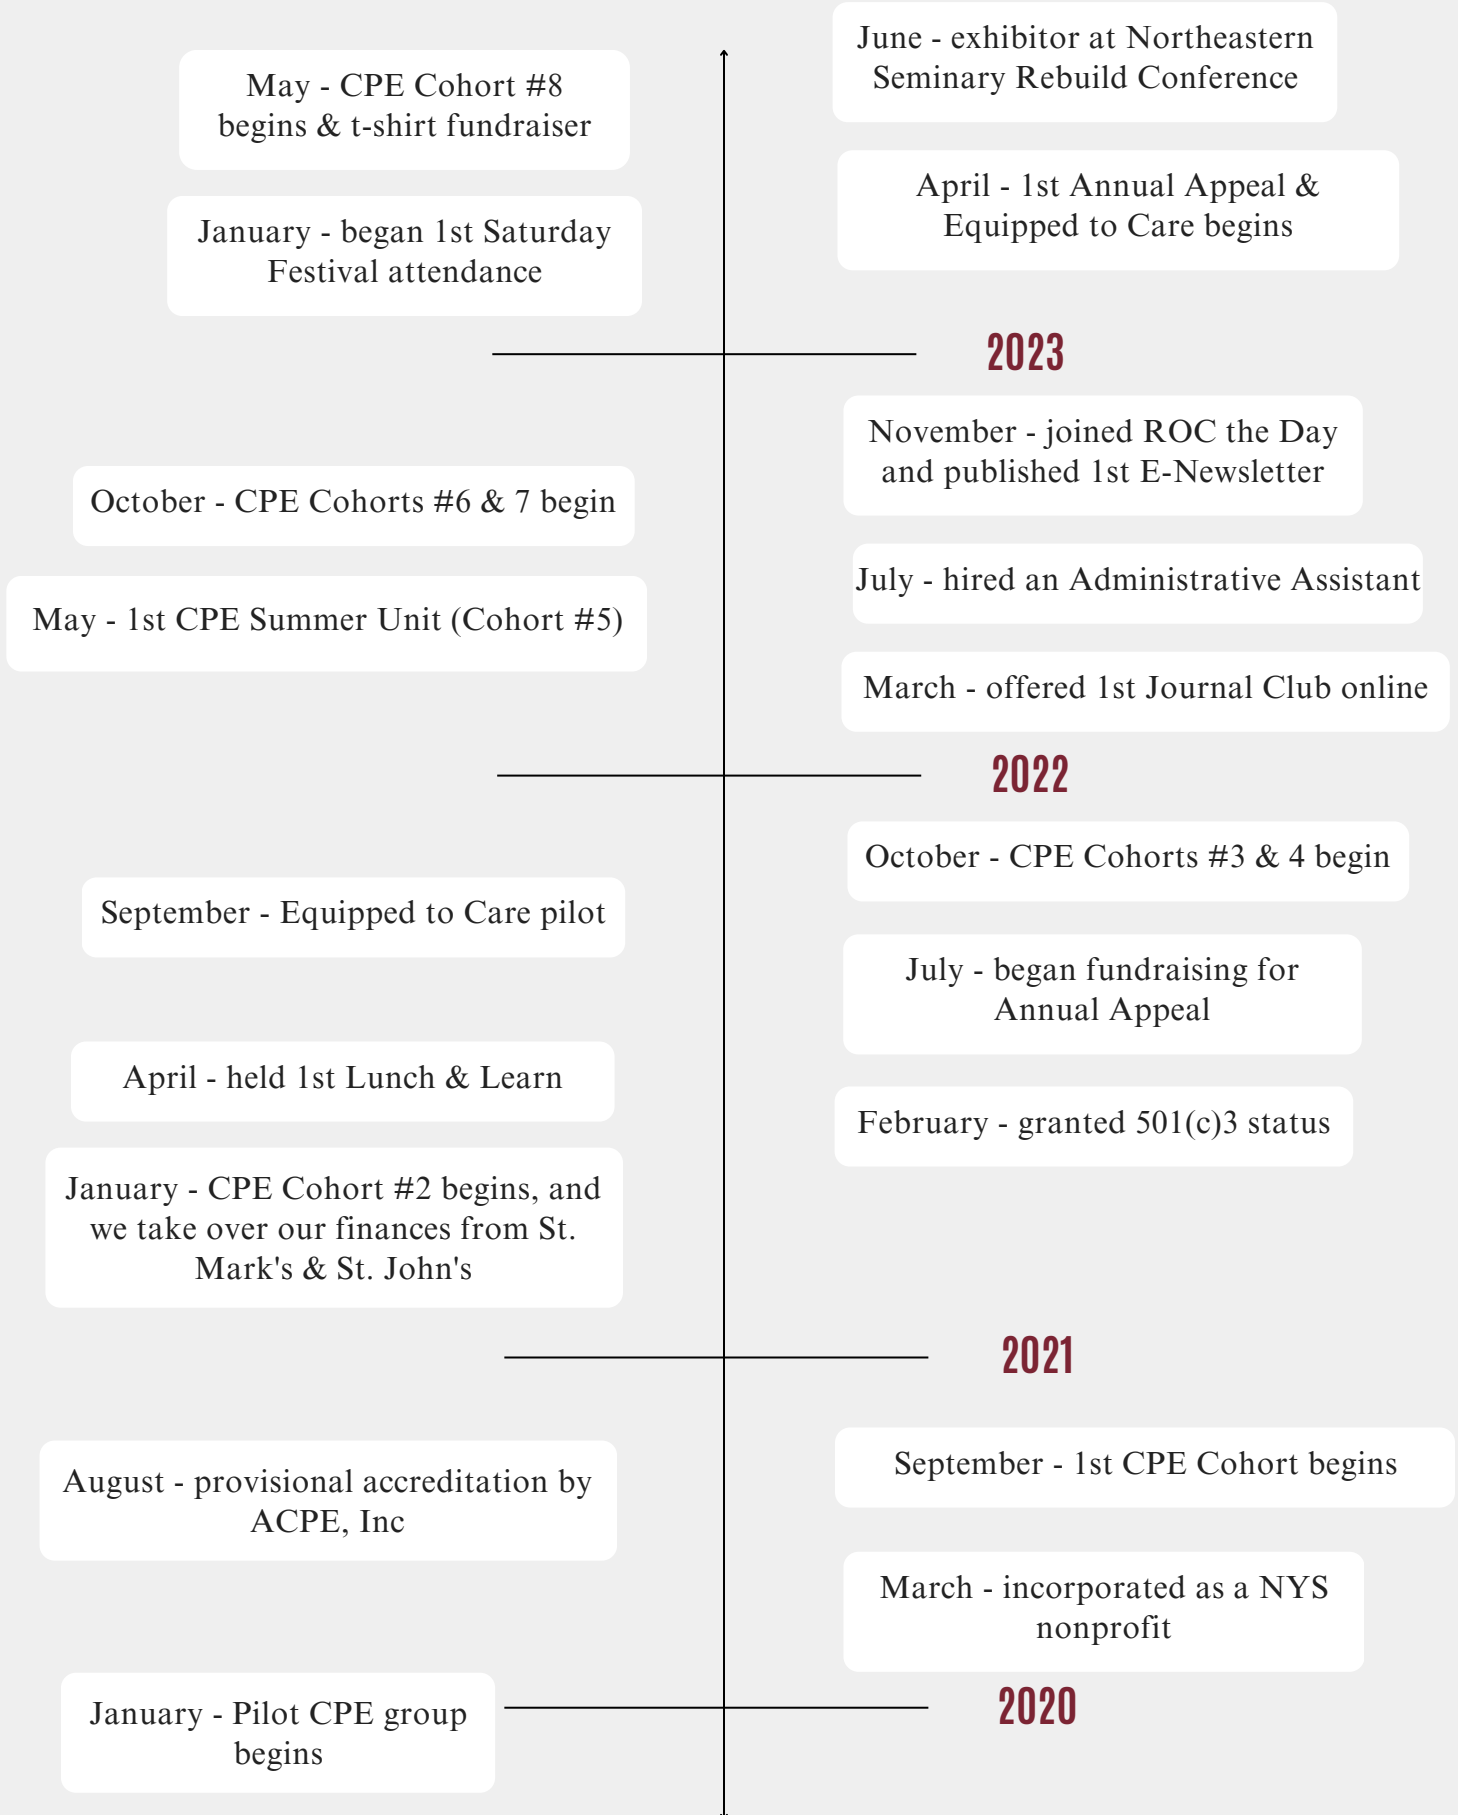 June - exhibitor at Northeastern
Seminary Rebuild Conference
May - CPE Cohort #8
begins & t-shirt fundraiser
April - 1st Annual Appeal &
Equipped to Care begins
January - began 1st Saturday
Festival attendance
2023
November - joined ROC the Day
and published 1st E-Newsletter
October - CPE Cohorts #6 & 7 begin
July - hired an Administrative Assistant
May - 1st CPE Summer Unit (Cohort #5)
March - offered 1st Journal Club online
2022
October - CPE Cohorts #3 & 4 begin
September - Equipped to Care pilot
July - began fundraising for
Annual Appeal
April - held 1st Lunch & Learn
February - granted 501(c)3 status
January - CPE Cohort #2 begins, and
we take over our finances from St.
Mark's & St. John's
2021
September - 1st CPE Cohort begins
August - provisional accreditation by
ACPE, Inc
March - incorporated as a NYS
nonprofit
2020
January - Pilot CPE group
begins